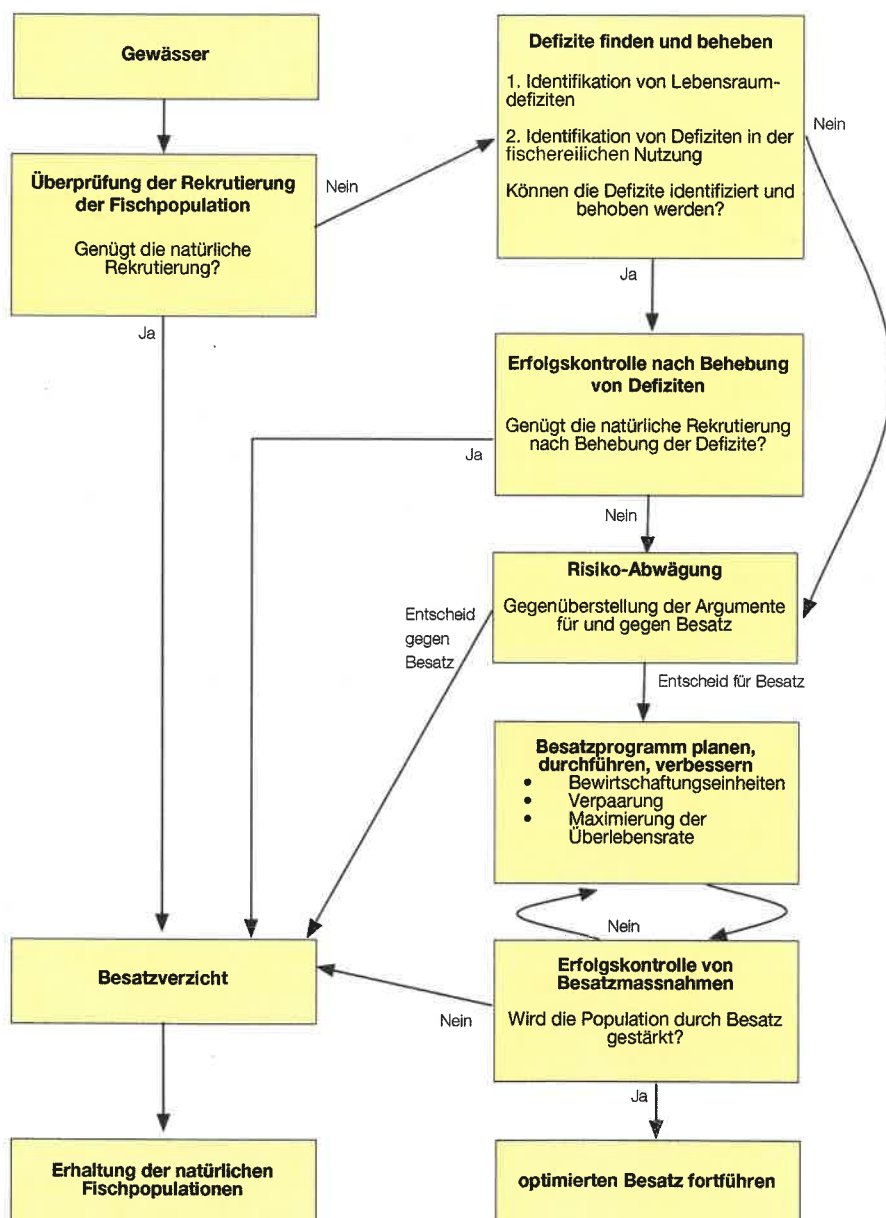 Gewässer
Überprüfung der Rekrutierung
der Fischpopulation
Genügt die natürliche
Rekrutierung?
Nein
Ja
Defizite finden und beheben
1. Identifikation von Lebensraum-
defiziten
2. Identifikation von Defiziten in der
fischereilichen Nutzung
Können die Defizite identifiziert und
behoben werden?
Nein
Ja
Erfolgskontrolle nach Behebung
von Defiziten
Genügt die natürliche Rekrutierung
nach Behebung der Defizite?
Ja
Nein
Risiko-Abwägung
Gegenüberstellung der Argumente
für und gegen Besatz
Entscheid
gegen
Besatz
Entscheid für Besatz
Besatzprogramm planen,
durchführen, verbessern
• Bewirtschaftungseinheiten
• Verpaarung
• Maximierung der
Überlebensrate
Nein
Erfolgskontrolle von
Besatzmassnahmen
Wird die Population durch Besatz
gestärkt?
Nein
Ja
Besatzverzicht
Erhaltung der natürlichen
Fischpopulationen
optimierten Besatz fortführen